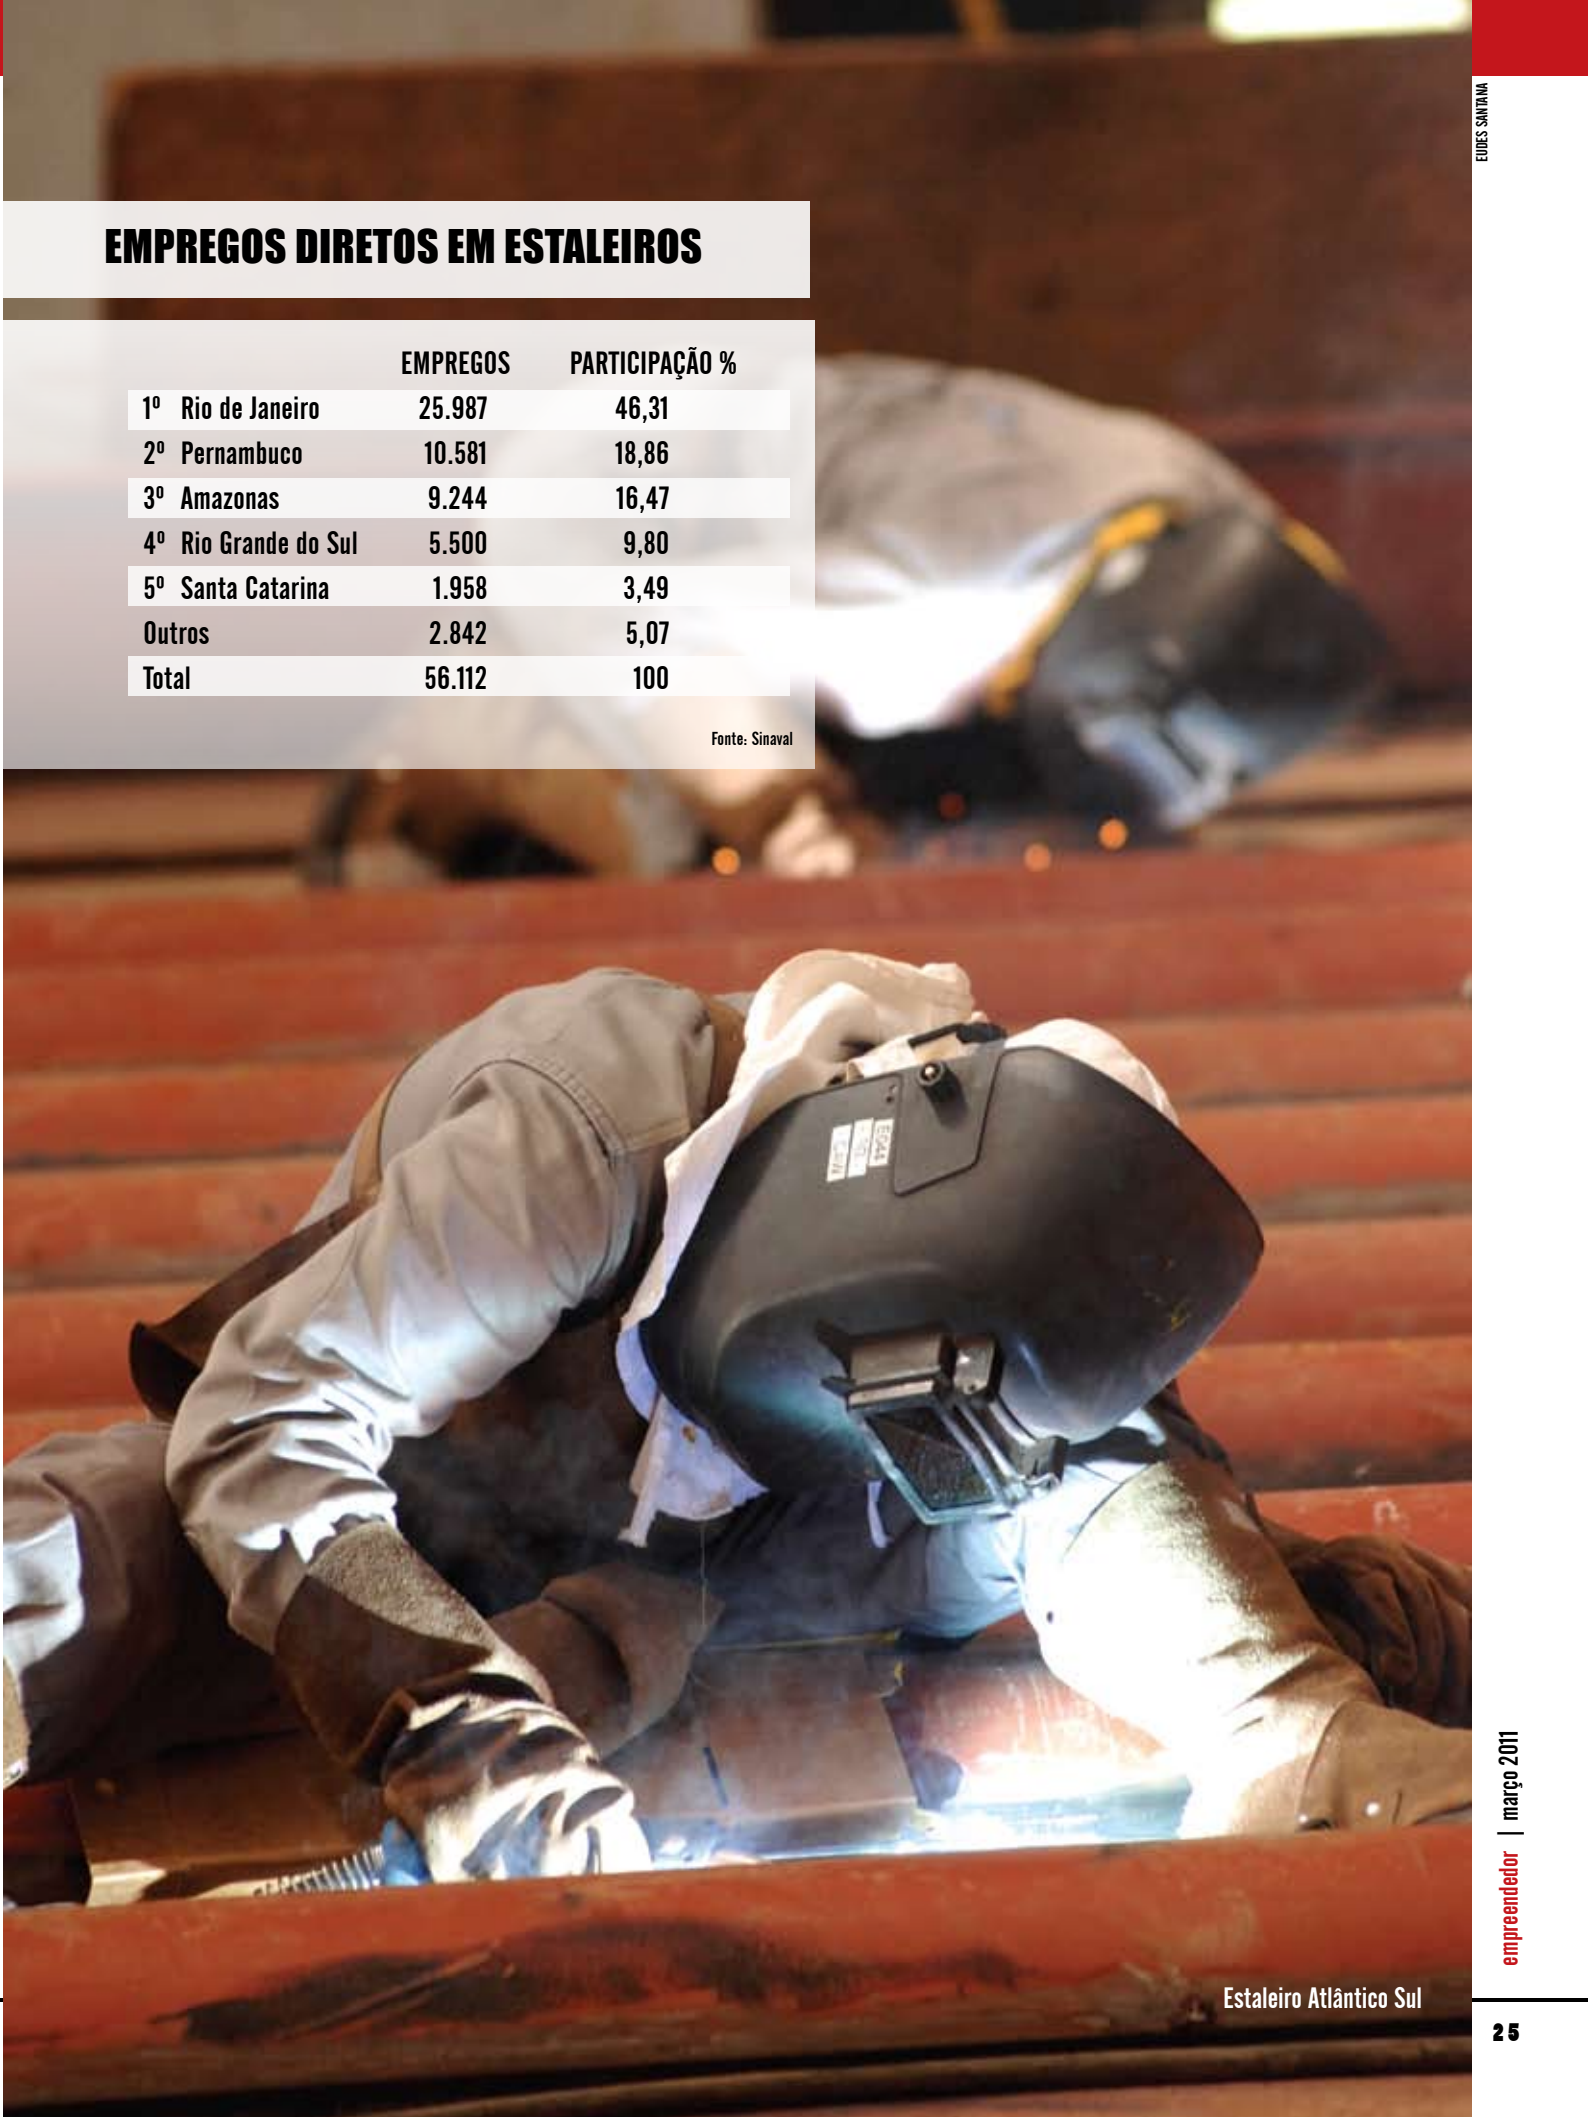 EUDES SANTANA
EMPREGOS DIRETOS EM ESTALEIROS
EMPREGOS PARTICIPAÇÃO %
1º Rio de Janeiro 25.987 46,31
2º Pernambuco 10.581 18,86
3º Amazonas 9.244 16,47
4º Rio Grande do Sul 5.500 9,80
5º Santa Catarina 1.958 3,49
Outros 2.842 5,07
Total 56.112 100
Fonte: Sinaval
Estaleiro Atlântico Sul
empreendedor | março 2011
25